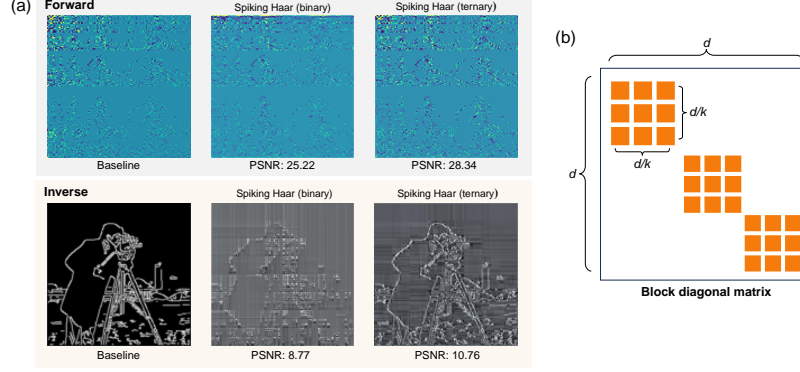 (a)
Forward
Spiking Haar (binary)
Spiking Haar (ternary)
Baseline
PSNR: 25.22
PSNR: 28.34
Inverse
Spiking Haar (binary)
Spiking Haar (ternary)
Baseline
PSNR: 8.77
PSNR: 10.76
(b)
d
d/k
d/k
d
Block diagonal matrix